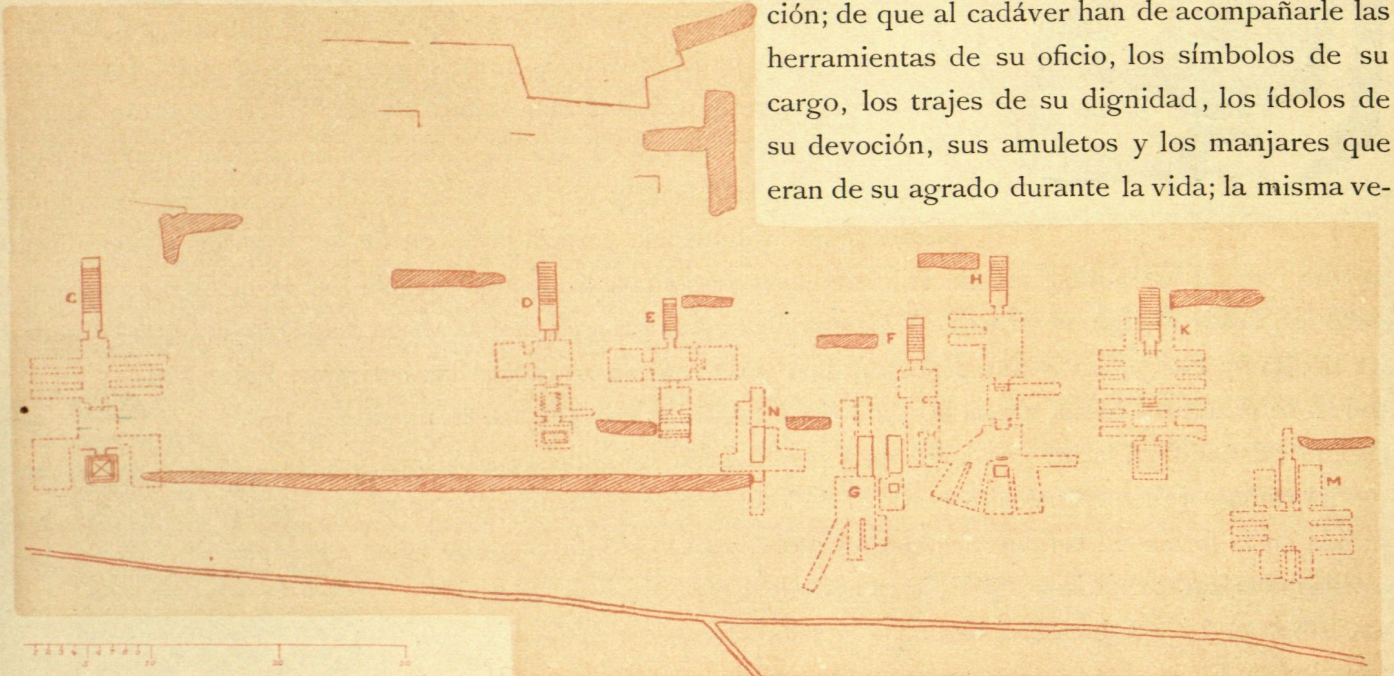 ción; de que al cadáver han de acompañarle las
herramientas de su oficio, los símbolos de su
cargo, los trajes de su dignidad, los ídolos de
su devoción, sus amuletos y los manjares que
eran de su agrado durante la vida; la misma ve-
C
D
E
F
H
K
N
G
M